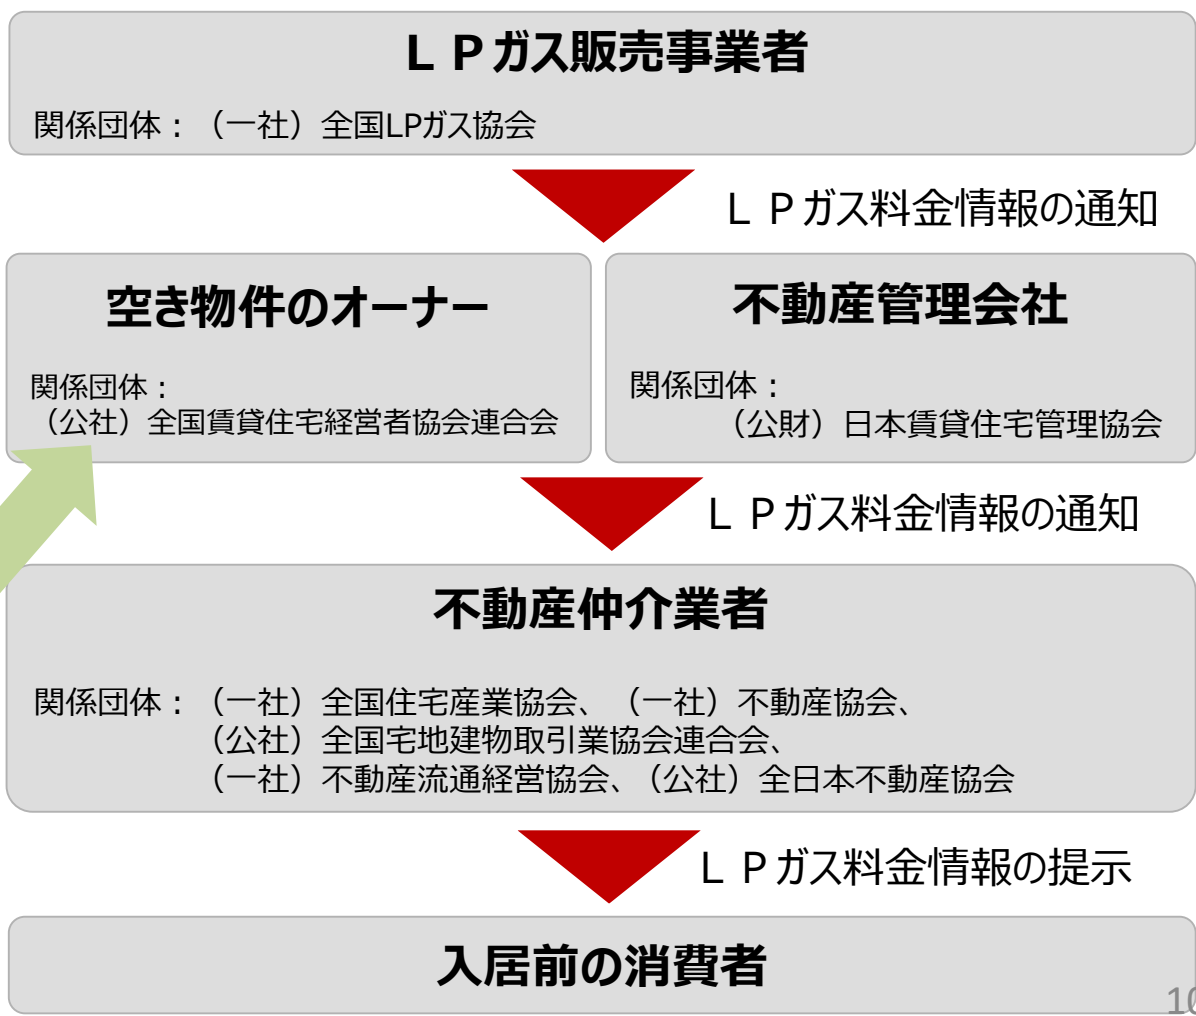 ＬＰガス販売事業者
関係団体：（一社）全国LPガス協会
ＬＰガス料金情報の通知
空き物件のオーナー
関係団体：
（公社）全国賃貸住宅経営者協会連合会
不動産管理会社
関係団体：
（公財）日本賃貸住宅管理協会
ＬＰガス料金情報の通知
不動産仲介業者
関係団体：（一社）全国住宅産業協会、（一社）不動産協会、
（公社）全国宅地建物取引業協会連合会、
（一社）不動産流通経営協会、（公社）全日本不動産協会
ＬＰガス料金情報の提示
入居前の消費者
10